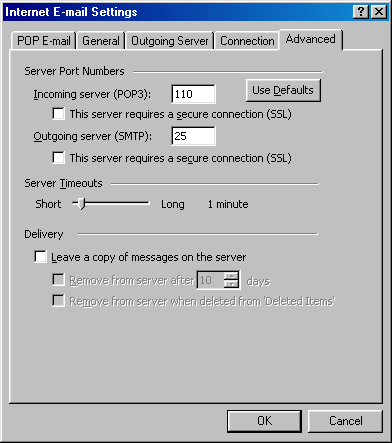 Internet E-mail Settings
POP E-mail General Outgoing Server Connection Advanced
Server Port Numbers
Incoming server (POP3): 110 Use Defaults
This server requires a secure connection (SSL)
Outgoing server (SMTP): 25
This server requires a secure connection (SSL)
Server Timeouts
Short Long 1 minute
Delivery
Leave a copy of messages on the server
Remove from server after 10 days
Remove from server when deleted from 'Deleted Items'
OK Cancel